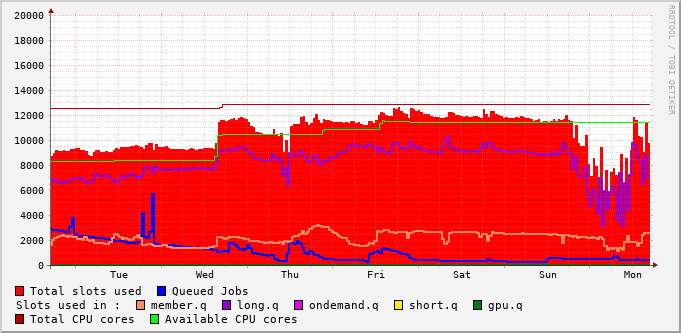 20000
18000
16000
14000
12000
10000
8000
6000
4000
2000
0
Tue Wed Thu Fri Sat Sun Mon
Total slots used Queued Jobs
Slots used in : member.q long.q ondemand.q short.q gpu.q
Total CPU cores Available CPU cores
RRDTOOL / TOBI OETIKER